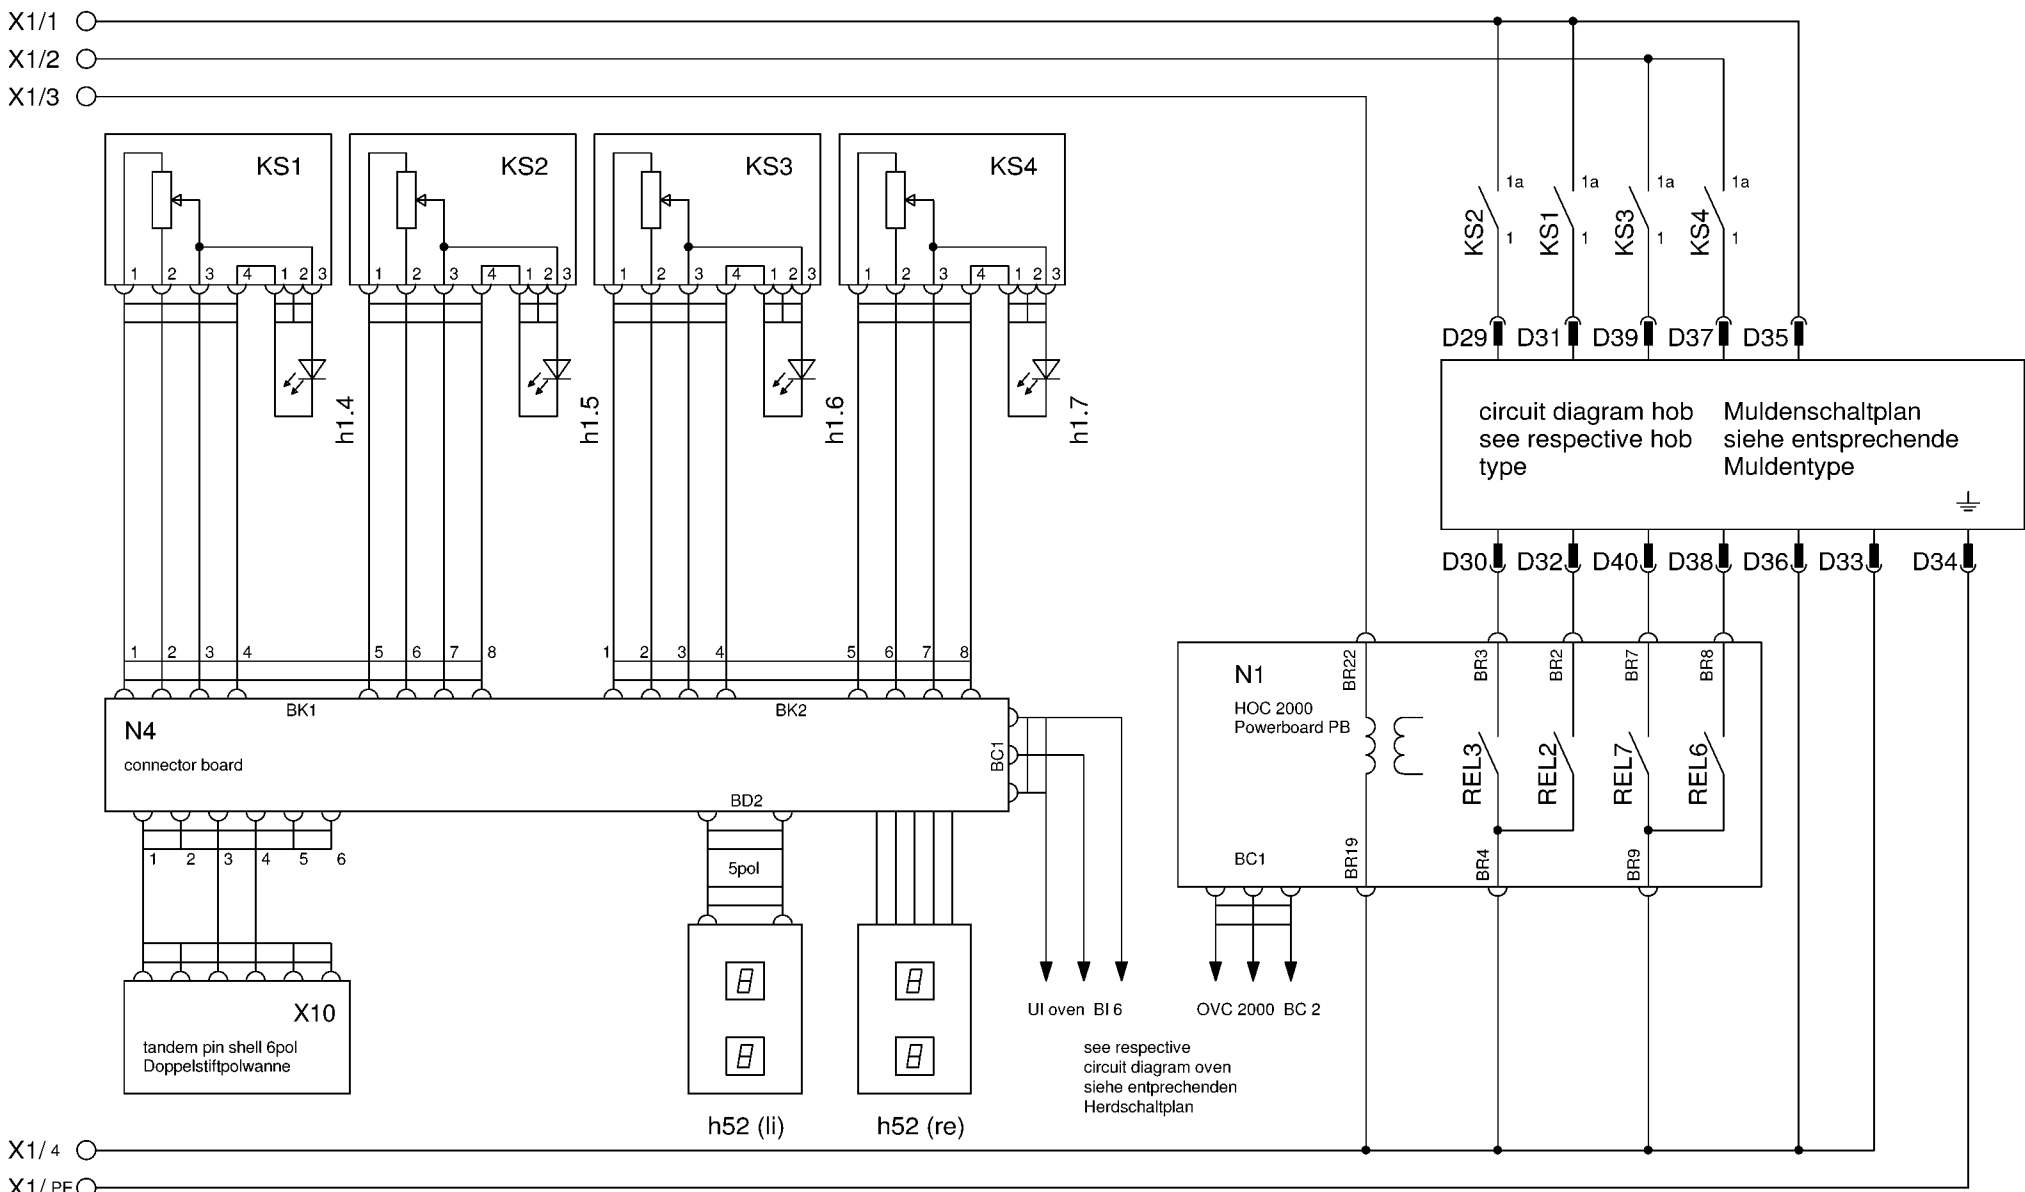 X1/1
X1/2
X1/3
KS1
KS2
KS3
KS4
1 2 3 4 1 2 3
1 2 3 4 1 2 3
1 2 3 4 1 2 3
1 2 3 4 1 2 3
1a 1a 1a 1a
KS2 KS1 KS3 KS4
1 1 1 1
D29 D31 D39 D37 D35
h1.4
h1.5
h1.6
h1.7
circuit diagram hob
see respective hob
type
Muldenschaltplan
siehe entsprechende
Muldentype
D30 D32 D40 D38 D36 D33 D34
1 2 3 4 5 6 7 8
1 2 3 4 5 6 7 8
BK1
BK2
N4
connector board
BC1
BD2
N1
HOC 2000
Powerboard PB
BR22 BR3 BR2 BR7 BR8
REL3 REL2 REL7 REL6
BC1
BR19 BR4 BR9
1 2 3 4 5 6
5pol
8 8
8 8
X10
tandem pin shell 6pol
Doppelstiftpolwanne
UI oven BI 6
OVC 2000 BC 2
see respective
circuit diagram oven
siehe entprechenden
Herdschaltplan
h52 (li)
h52 (re)
X1/ 4
X1/ PE